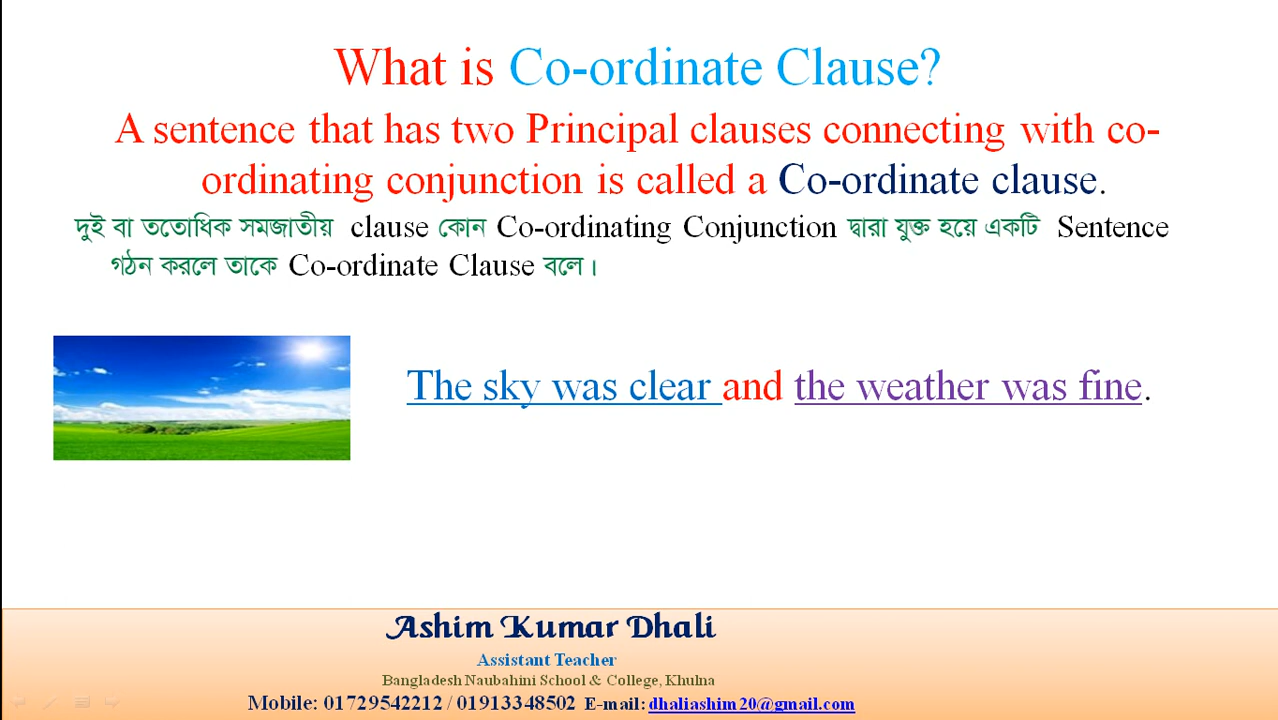 What is Co-ordinate Clause?
A sentence that has two Principal clauses connecting with co-
ordinating conjunction is called a Co-ordinate clause.
দুই বা ততোধিক সমজাতীয় clause কোন Co-ordinating Conjunction দ্বারা যুক্ত হয়ে একটি Sentence
গঠন করলে তাকে Co-ordinate Clause বলে।
The sky was clear and the weather was fine.
Ashim Kumar Dhali
Assistant Teacher
Bangladesh Naubahini School & College, Khulna
Mobile: 01729542212 / 01913348502 E-mail: dhaliashim20@gmail.com